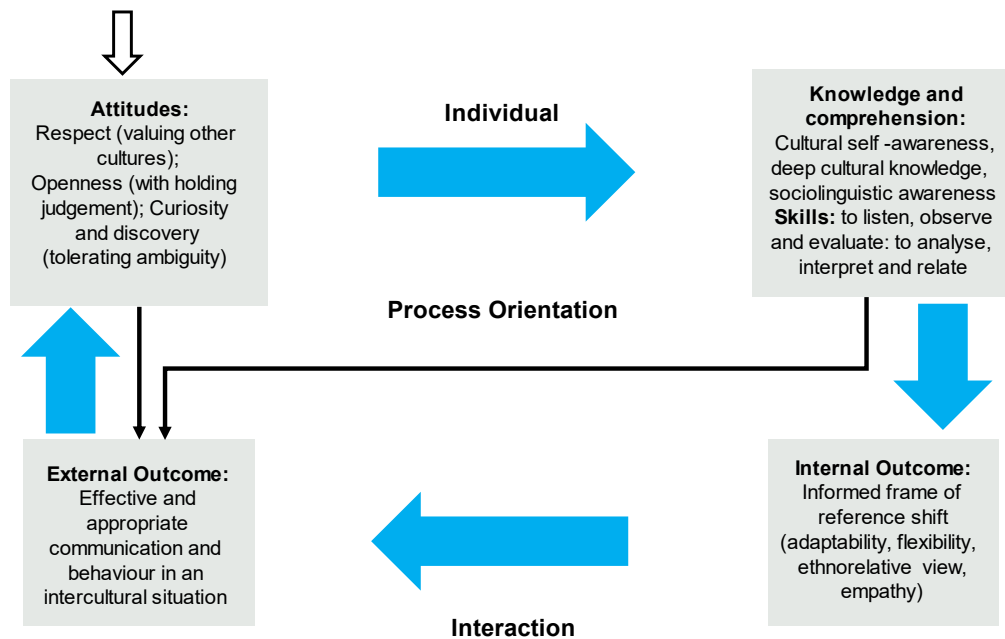 Attitudes:
Respect (valuing other
cultures);
Openness (with holding
judgement); Curiosity
and discovery
(tolerating ambiguity)
Individual
Knowledge and
comprehension:
Cultural self -awareness,
deep cultural knowledge,
sociolinguistic awareness
Skills: to listen, observe
and evaluate: to analyse,
interpret and relate
Process Orientation
External Outcome:
Effective and
appropriate
communication and
behaviour in an
intercultural situation
Internal Outcome:
Informed frame of
reference shift
(adaptability, flexibility,
ethnorelative view,
empathy)
Interaction